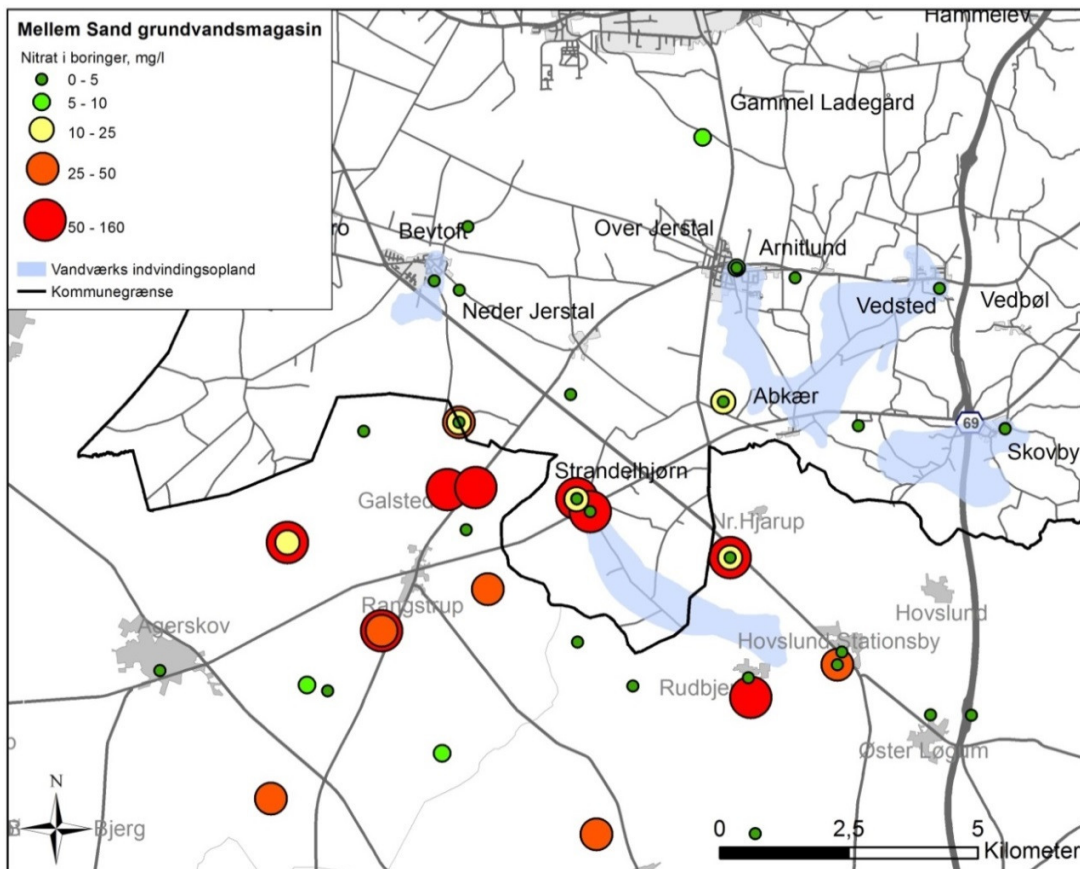 Mellem Sand grundvandsmagasin
Nitrat i boringer, mg/l
0 - 5
5 - 10
10 - 25
25 - 50
50 - 160
Vandværks indvindingsopland
Kommunegrænse
Hammelev
Gammel Ladegård
Bevtoft
Over Jerstal
Arnitlund
Neder Jerstal
Vedsted
Vedbøl
Abkær
69
Skovby
Strandelhjørn
Galsted
Nr.Hjarup
Rangstrup
Hovslund
Agerskov
Hovslund Stationsby
Rudbjer
Øster Løgum
N
Bjerg
0
2,5
5
Kilometer